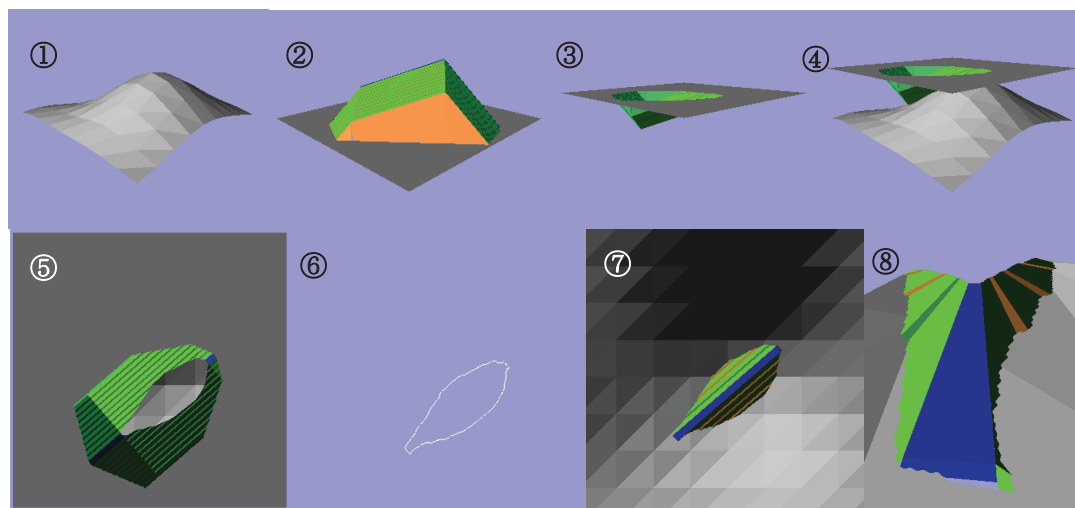 ① ② ③ ④
⑤ ⑥ ⑦ ⑧